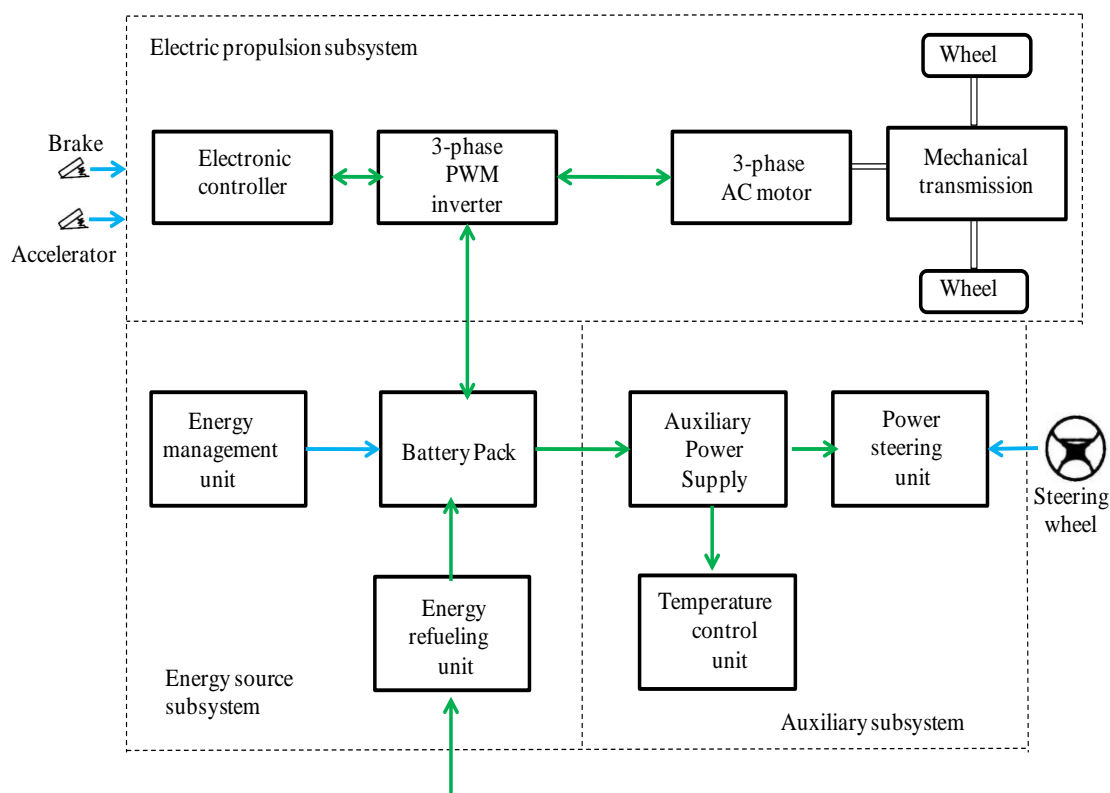 Electric propulsion subsystem
Wheel
Brake
Electronic
controller
3-phase
PWM
inverter
3-phase
AC motor
Mechanical
transmission
Accelerator
Wheel
Energy
management
unit
Battery Pack
Auxiliary
Power
Supply
Power
steering
unit
Steering
wheel
Energy
refueling
unit
Temperature
control
unit
Energy source
subsystem
Auxiliary subsystem